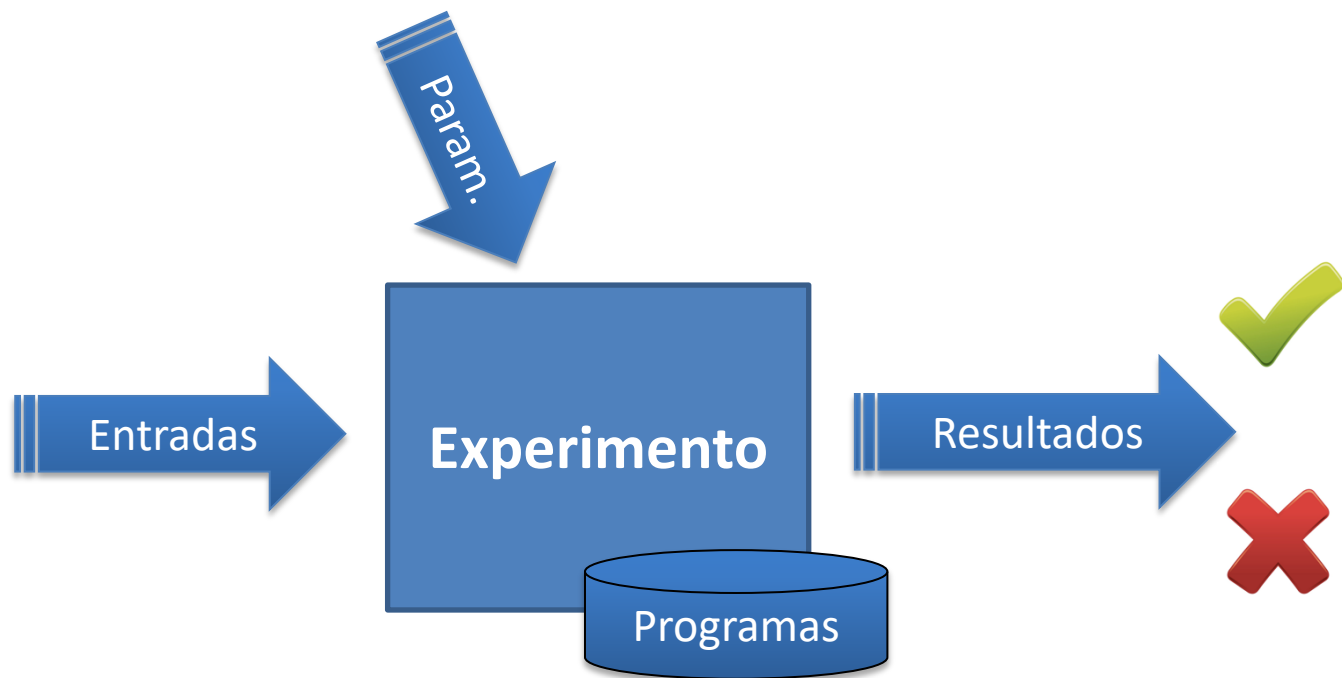 Param.
Entradas
Experimento
Resultados
Programas